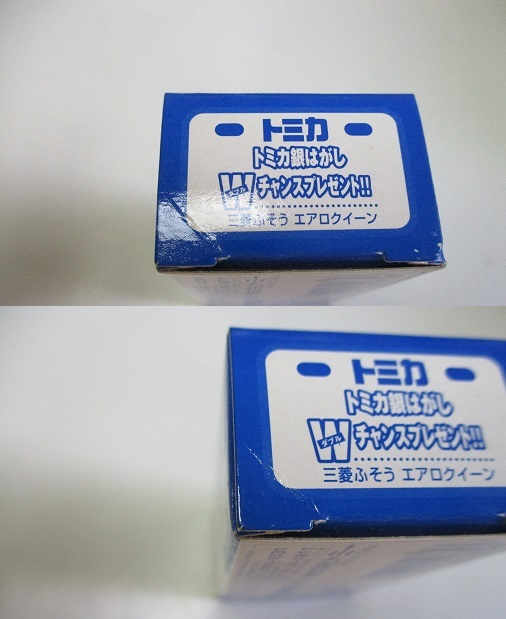 トミカ
トミカ銀はがし
Wダブルチャンスプレゼント!!
三菱ふそう エアロクイーン
トミカ
トミカ銀はがし
Wダブルチャンスプレゼント!!
三菱ふそう エアロクイーン